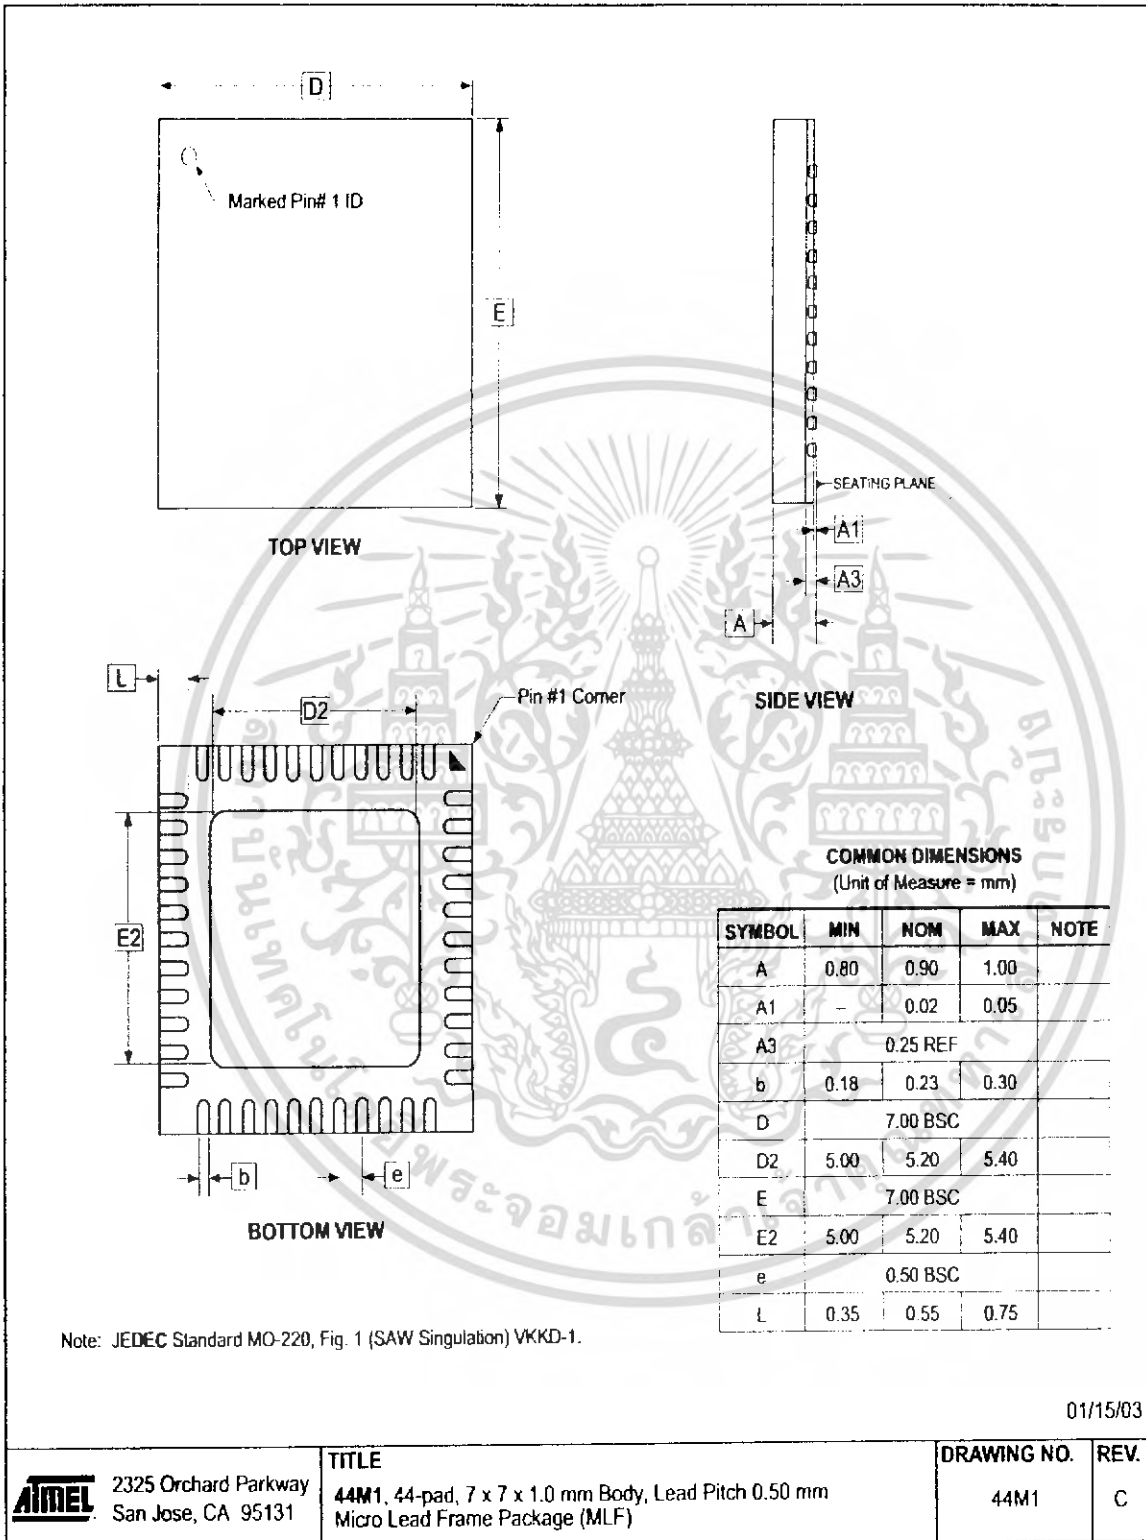 D
Marked Pin# 1 ID
E
SEATING PLANE
TOP VIEW
A1
A3
A
SIDE VIEW
L
D2
Pin #1 Corner
E2
b
e
BOTTOM VIEW
COMMON DIMENSIONS
(Unit of Measure = mm)
SYMBOL MIN NOM MAX NOTE
A 0.80 0.90 1.00
A1 – 0.02 0.05
A3 0.25 REF
b 0.18 0.23 0.30
D 7.00 BSC
D2 5.00 5.20 5.40
E 7.00 BSC
E2 5.00 5.20 5.40
e 0.50 BSC
L 0.35 0.55 0.75
Note: JEDEC Standard MO-220, Fig. 1 (SAW Singulation) VKKD-1.
01/15/03
ATMEL
2325 Orchard Parkway
San Jose, CA 95131
TITLE
44M1, 44-pad, 7 x 7 x 1.0 mm Body, Lead Pitch 0.50 mm
Micro Lead Frame Package (MLF)
DRAWING NO.
44M1
REV.
C